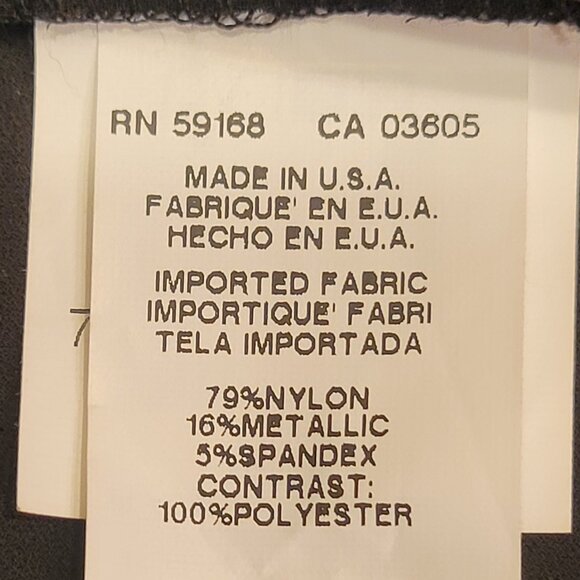 RN 59168 CA 03605
MADE IN U.S.A.
FABRIQUE' EN E.U.A.
HECHO EN E.U.A.
IMPORTED FABRIC
IMPORTIQUE' FABRI
TELA IMPORTADA
7
79%NYLON
16%METALLIC
5%SPANDEX
CONTRAST:
100%POLYESTER